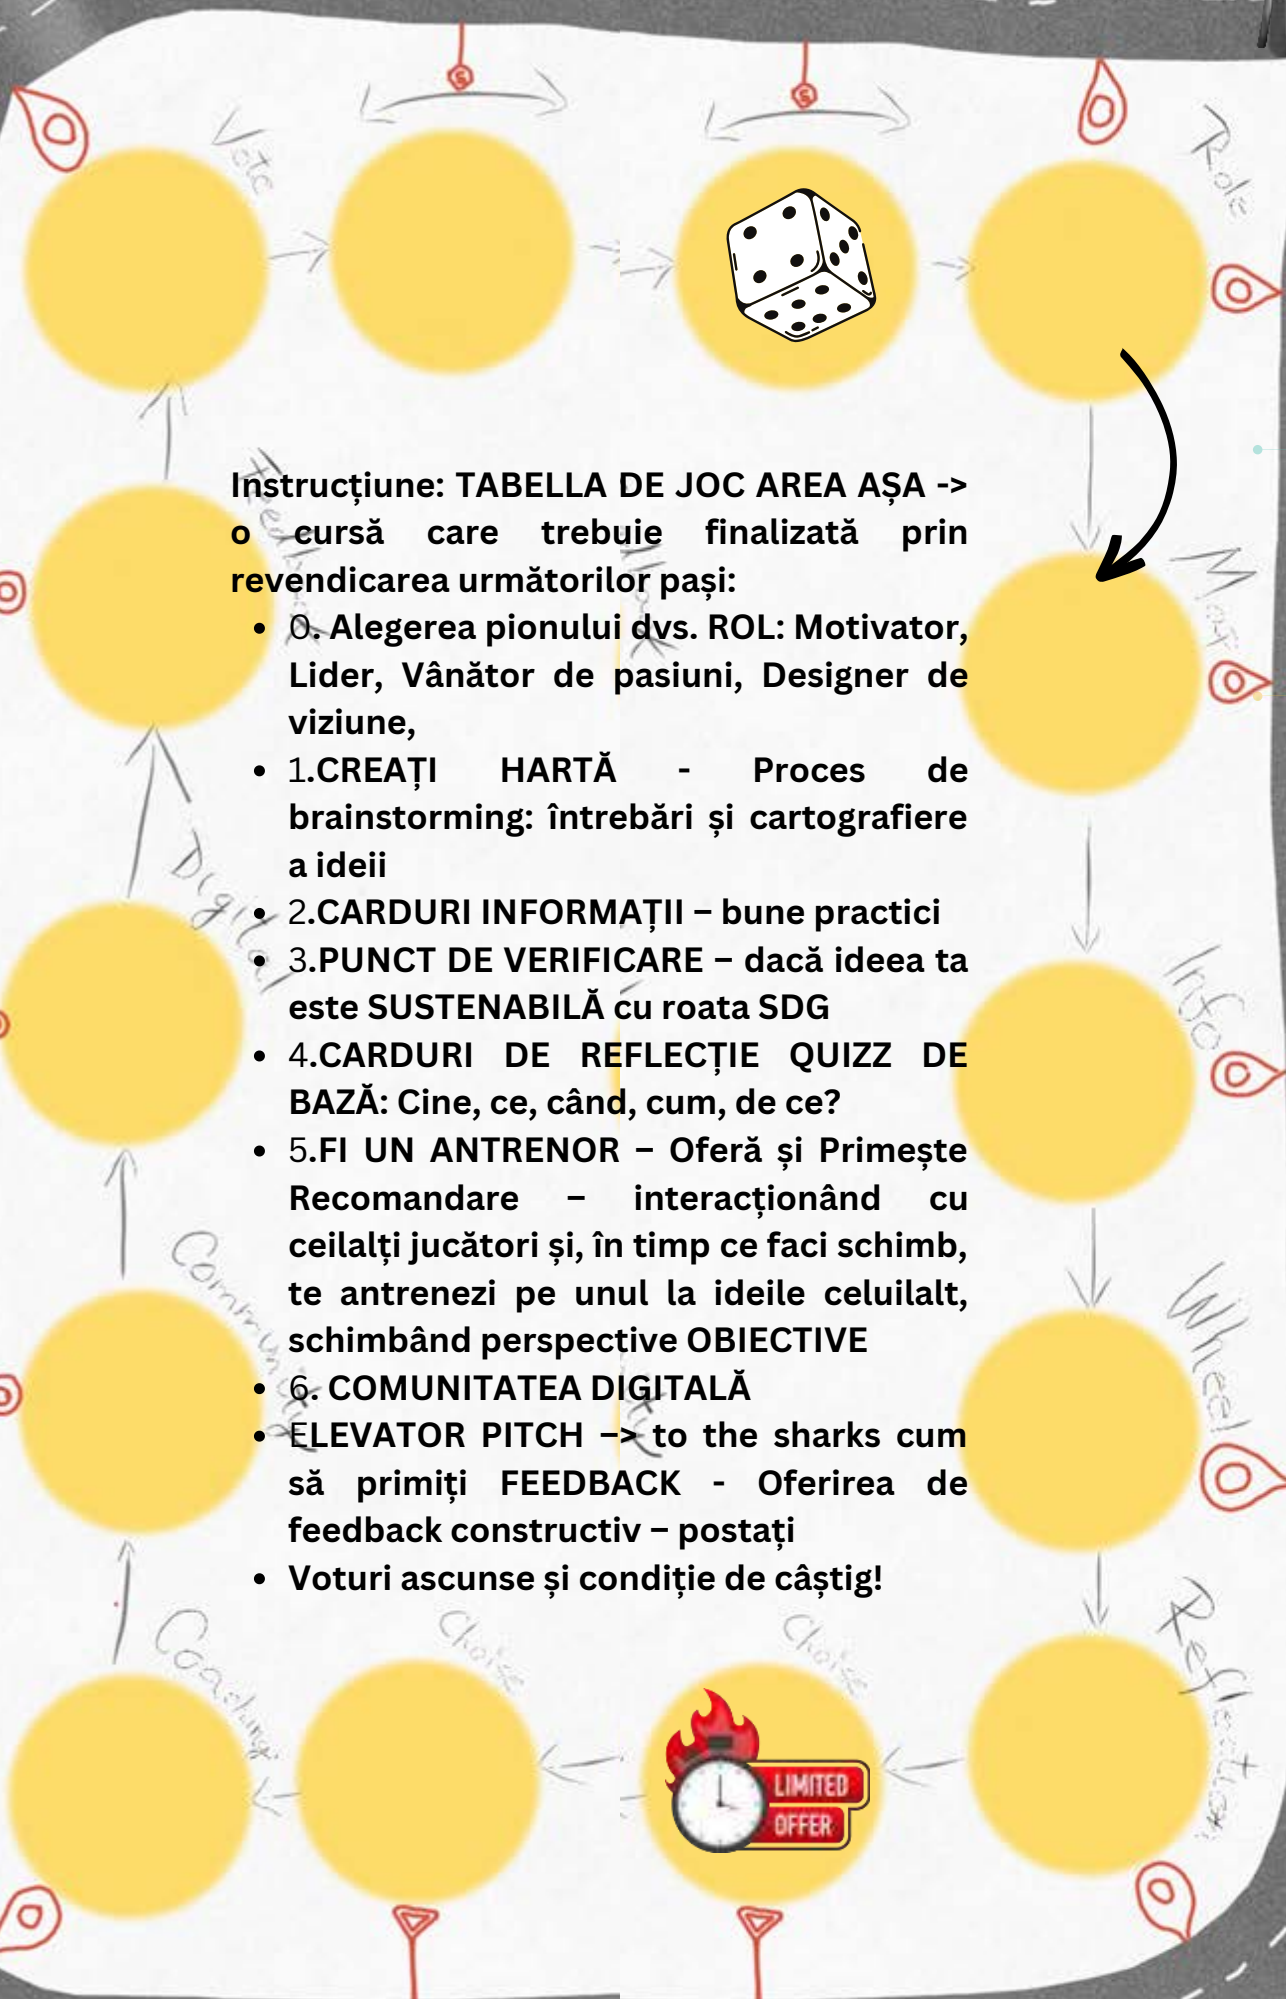 Vote
Role
Instrucțiune: TABELLA DE JOC AREA AȘA ->
o cursă care trebuie finalizată prin
revendicarea următorilor pași:
0. Alegerea pionului dvs. ROL: Motivator,
Lider, Vânător de pasiuni, Designer de
viziune,
1.CREAȚI HARTĂ - Proces de
brainstorming: întrebări și cartografiere
a ideii
2.CARDURI INFORMAȚII – bune practici
3.PUNCT DE VERIFICARE – dacă ideea ta
este SUSTENABILĂ cu roata SDG
4.CARDURI DE REFLECȚIE QUIZZ DE
BAZĂ: Cine, ce, când, cum, de ce?
5.FI UN ANTRENOR – Oferă și Primește
Recomandare – interacționând cu
ceilalți jucători și, în timp ce faci schimb,
te antrenezi pe unul la ideile celuilalt,
schimbând perspective OBIECTIVE
6. COMUNITATEA DIGITALĂ
ELEVATOR PITCH –> to the sharks cum
să primiți FEEDBACK - Oferirea de
feedback constructiv – postați
Voturi ascunse și condiție de câștig!
Map
Info
Wheel
Reflection
Digital
Community
Coaching
Choise
Choise
LIMITED
OFFER